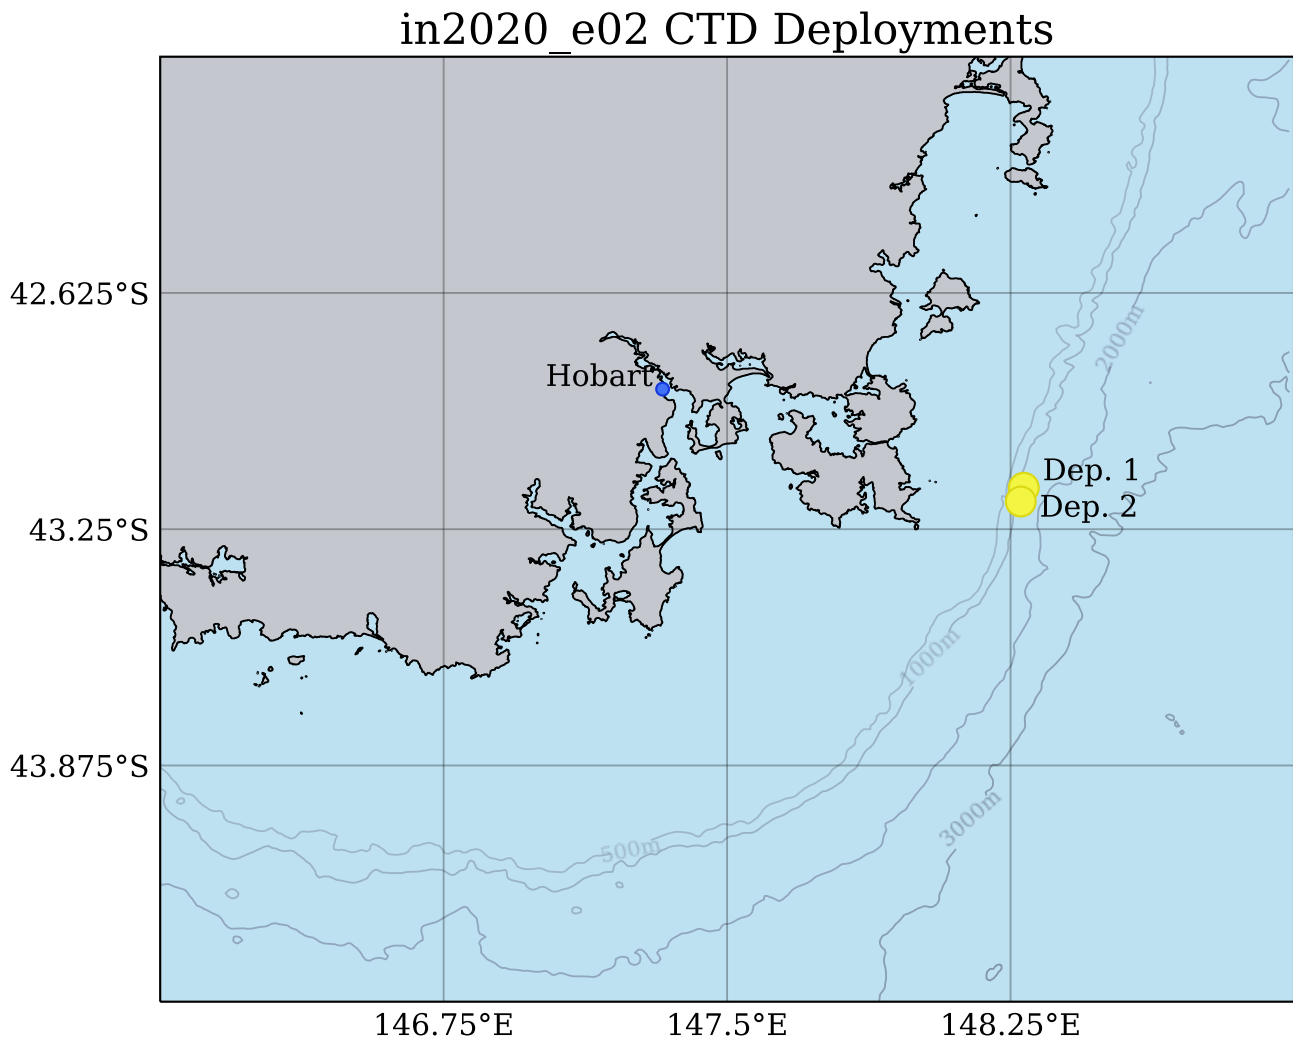 in2020_e02 CTD Deployments
42.625°S
2000m
Hobart
Dep. 1
Dep. 2
43.25°S
1000m
43.875°S
3000m
500m
146.75°E
147.5°E
148.25°E